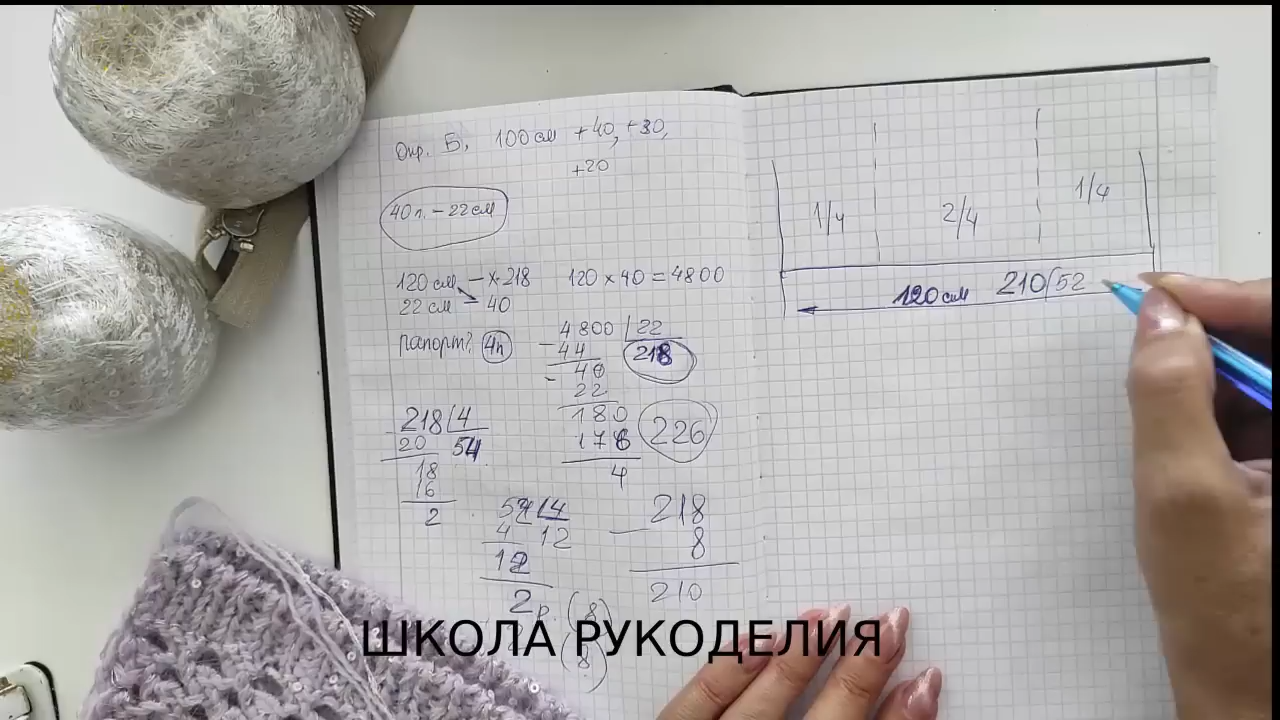 Окр. Б, 100 см +40, +30,
+20
40 п. – 22 см
120 см – х 218
22 см – 40
120 × 40 = 4800
рапорт? 4п
4800 22
– 44 218
40
– 22
180
176
4
226
218 4
20 54
18
16
2
52 4
4 12
12
2р. (8)
(8)
218
– 8
210
1/4 2/4 1/4
120 см 210(52
ШКОЛА РУКОДЕЛИЯ